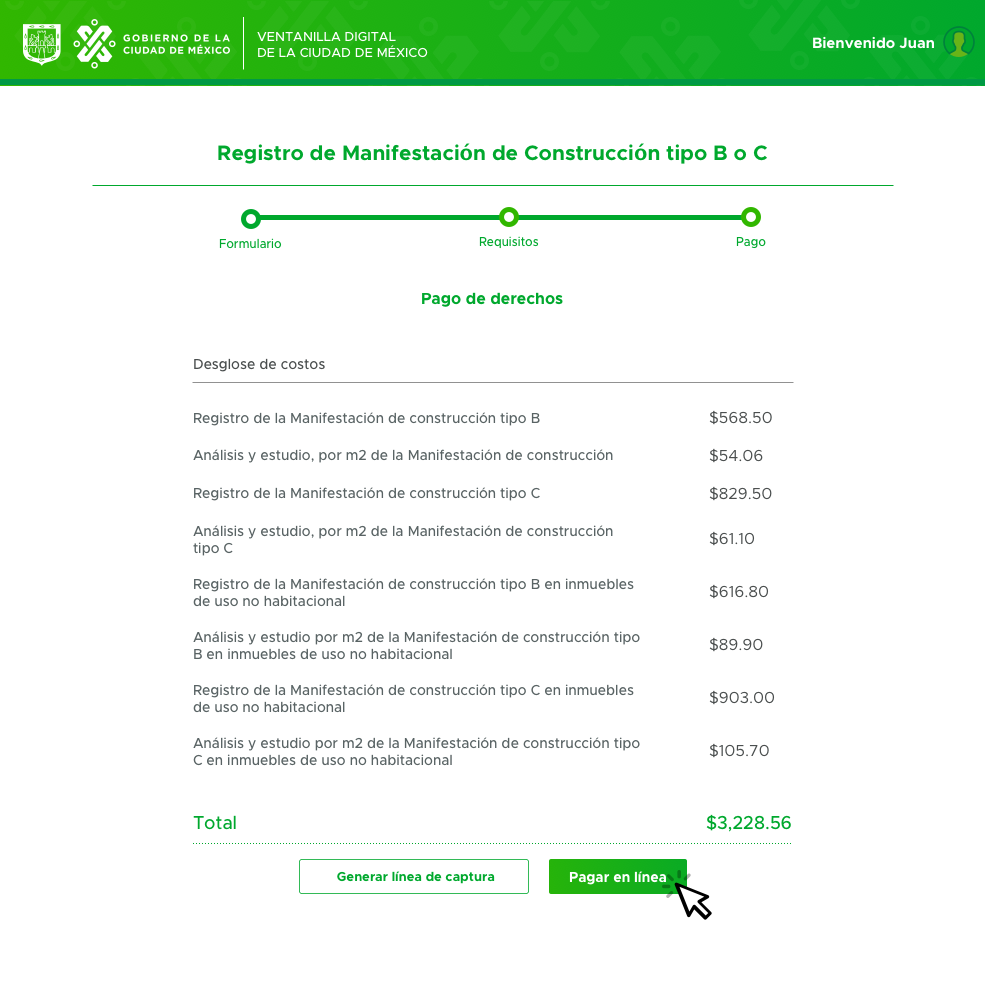 GOBIERNO DE LA
CIUDAD DE MÉXICO
VENTANILLA DIGITAL
DE LA CIUDAD DE MÉXICO
Bienvenido Juan
Registro de Manifestación de Construcción tipo B o C
Formulario
Requisitos
Pago
Pago de derechos
Desglose de costos
Registro de la Manifestación de construcción tipo B $568.50
Análisis y estudio, por m2 de la Manifestación de construcción $54.06
Registro de la Manifestación de construcción tipo C $829.50
Análisis y estudio, por m2 de la Manifestación de construcción
tipo C
$61.10
Registro de la Manifestación de construcción tipo B en inmuebles
de uso no habitacional
$616.80
Análisis y estudio por m2 de la Manifestación de construcción tipo
B en inmuebles de uso no habitacional
$89.90
Registro de la Manifestación de construcción tipo C en inmuebles
de uso no habitacional
$903.00
Análisis y estudio por m2 de la Manifestación de construcción tipo
C en inmuebles de uso no habitacional
$105.70
Total $3,228.56
Generar línea de captura
Pagar en línea